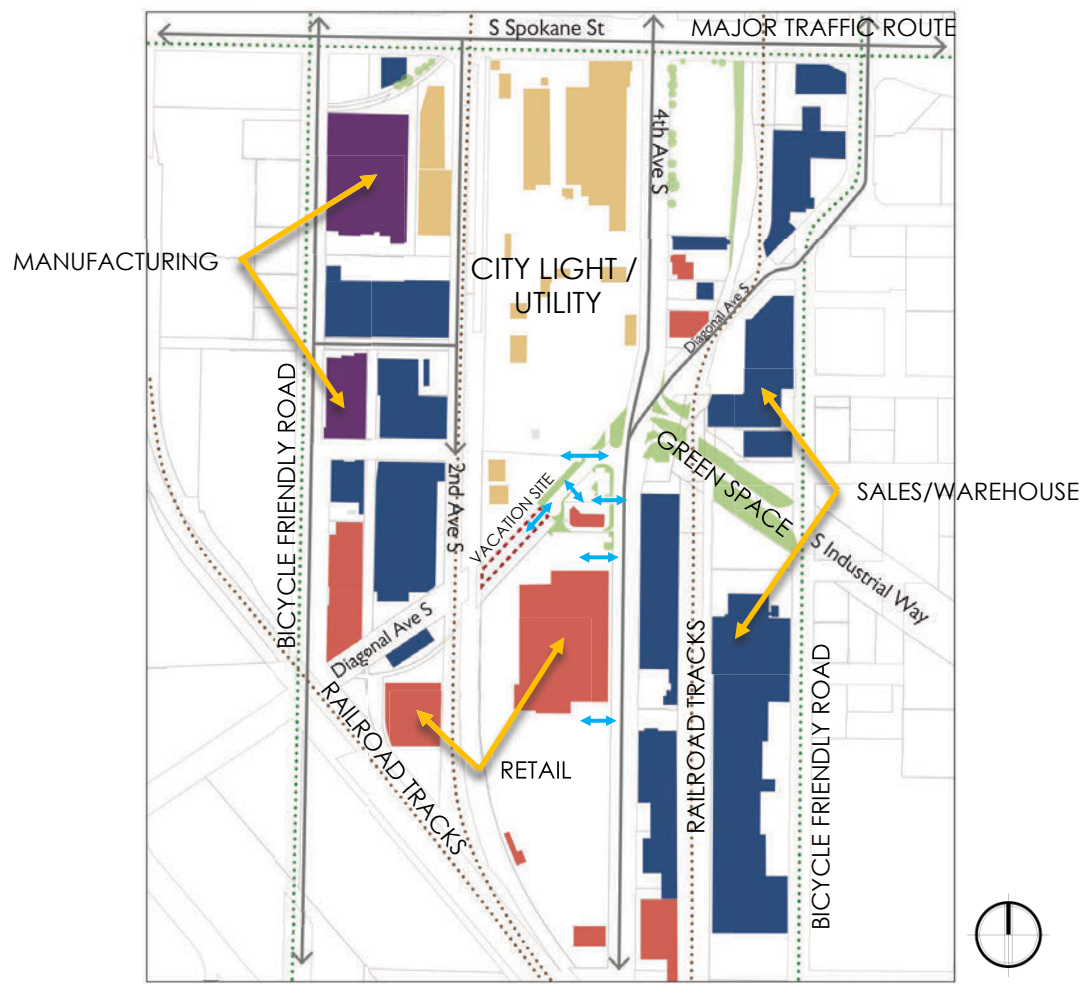 S Spokane St
MAJOR TRAFFIC ROUTE
4th Ave S
MANUFACTURING
CITY LIGHT /
UTILITY
Diagonal Ave S
BICYCLE FRIENDLY ROAD
2nd Ave S
GREEN SPACE
VACATION SITE
SALES/WAREHOUSE
S Industrial Way
Diagonal Ave S
RAILROAD TRACKS
RAILROAD TRACKS
BICYCLE FRIENDLY ROAD
RETAIL